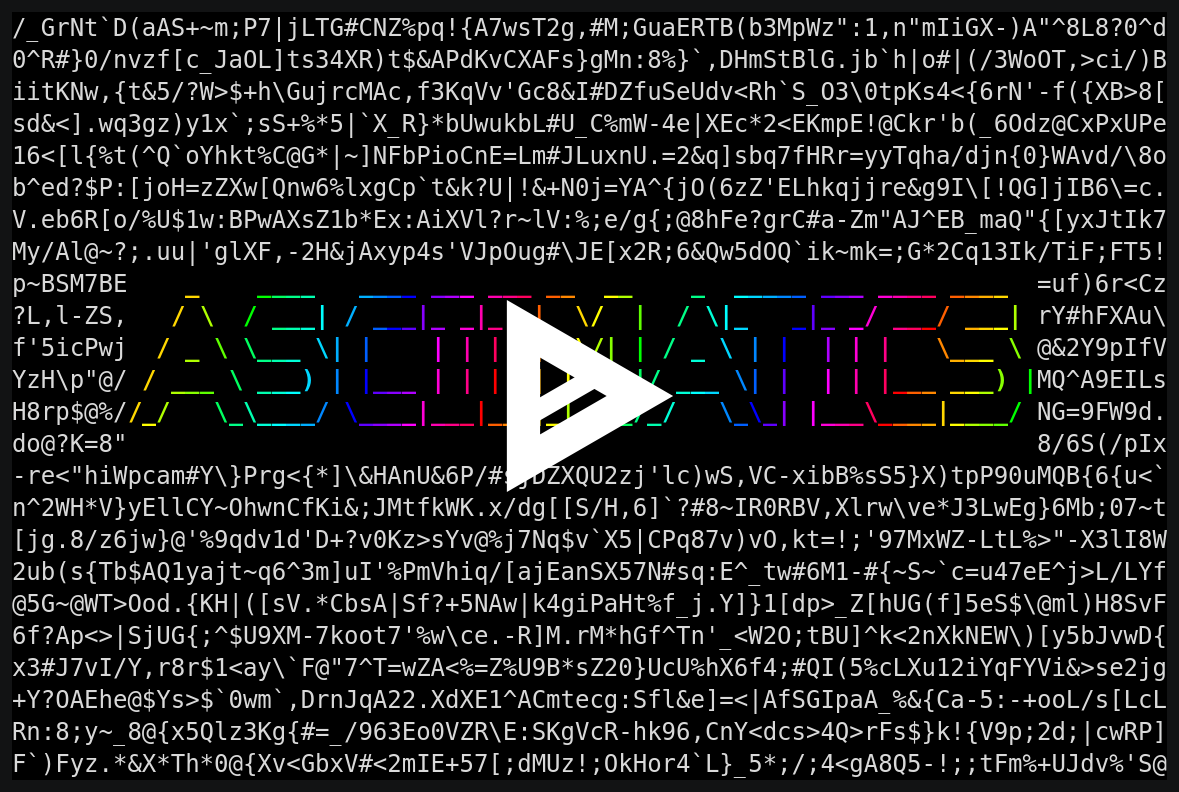 /_GrNt`D(aAS+~m;P7|jLTG#CNZ%pq!{A7wsT2g,#M;GuaERTB(b3MpWz":1,n"mIiGX-)A"^8L8?0^d
0^R#}0/nvzf[c_JaOL]ts34XR)t$&APdKvCXAFs}gMn:8%}`,DHmStBlG.jb`h|o#|(/3WoOT,>ci/)B
iitKNw,{t&5/?W>$+h\GujrcMAc,f3KqVv'Gc8&I#DZfuSeUdv<Rh`S_O3\0tpKs4<{6rN'-f({XB>8[
sd&<].wq3gz)y1x`;sS+%*5|`X_R}*bUwukbL#U_C%mW-4e|XEc*2<EKmpE!@Ckr'b(_6Odz@CxPxUPe
16<[l{%t(^Q`oYhkt%C@G*|~]NFbPioCnE=Lm#JLuxnU.=2&q]sbq7fHRr=yyTqha/djn{0}WAvd/\8o
b^ed?$P:[joH=zZXw[Qnw6%lxgCp`t&k?U|!&+N0j=YA^{jO(6zZ'ELhkqjjre&g9I\[!QG]jIB6\=c.
V.eb6R[o/%U$1w:BPwAXsZ1b*Ex:AiXVl?r~lV:%;e/g{;@8hFe?grC#a-Zm"AJ^EB_maQ"{[yxJtIk7
My/Al@~?;.uu|'glXF,-2H&jAxyp4s'VJpOug#\JE[x2R;6&Qw5dOQ`ik~mk=;G*2Cq13Ik/TiF;FT5!
p~BSM7BE =uf)6r<Cz
?L,l-ZS, rY#hFXAu\
f'5icPwj @&2Y9pIfV
ASCIIMATICS
YzH\p"@/ MQ^A9EILs
H8rp$@%/ NG=9FW9d.
do@?K=8" 8/6S(/pIx
-re<"hiWpcam#Y\}Prg<{*]\&HAnU&6P/#sjDZXQU2zj'lc)wS,VC-xibB%sS5}X)tpP90uMQB{6{u<`
n^2WH*V}yEllCY~OhwnCfKi&;JMtfkWK.x/dg[[S/H,6]`?#8~IR0RBV,Xlrw\ve*J3LwEg}6Mb;07~t
[jg.8/z6jw}@'%9qdv1d'D+?v0Kz>sYv@%j7Nq$v`X5|CPq87v)vO,kt=!;'97MxWZ-LtL%>"-X3lI8W
2ub(s{Tb$AQ1yajt~q6^3m]uI'%PmVhiq/[ajEanSX57N#sq:E^_tw#6M1-#{~S~`c=u47eE^j>L/LYf
@5G~@WT>Ood.{KH|([sV.*CbsA|Sf?+5NAw|k4giPaHt%f_j.Y]}1[dp>_Z[hUG(f]5eS$\@ml)H8SvF
6f?Ap<>|SjUG{;^$U9XM-7koot7'%w\ce.-R]M.rM*hGf^Tn'_<W2O;tBU]^k<2nXkNEW\)[y5bJvwD{
x3#J7vI/Y,r8r$1<ay\`F@"7^T=wZA<%=Z%U9B*sZ20}UcU%hX6f4;#QI(5%cLXu12iYqFYVi&>se2jg
+Y?OAEhe@$Ys>$`0wm`,DrnJqA22.XdXE1^ACmtecg:Sfl&e]=<|AfSGIpaA_%&{Ca-5:-+ooL/s[LcL
Rn:8;y~_8@{x5Qlz3Kg{#=_/963Eo0VZR\E:SKgVcR-hk96,CnY<dcs>4Q>rFs$}k!{V9p;2d;|cwRP]
F`)Fyz.*&X*Th*0@{Xv<GbxV#<2mIE+57[;dMUz!;OkHor4`L}_5*;/;4<gA8Q5-!;;tFm%+UJdv%'S@